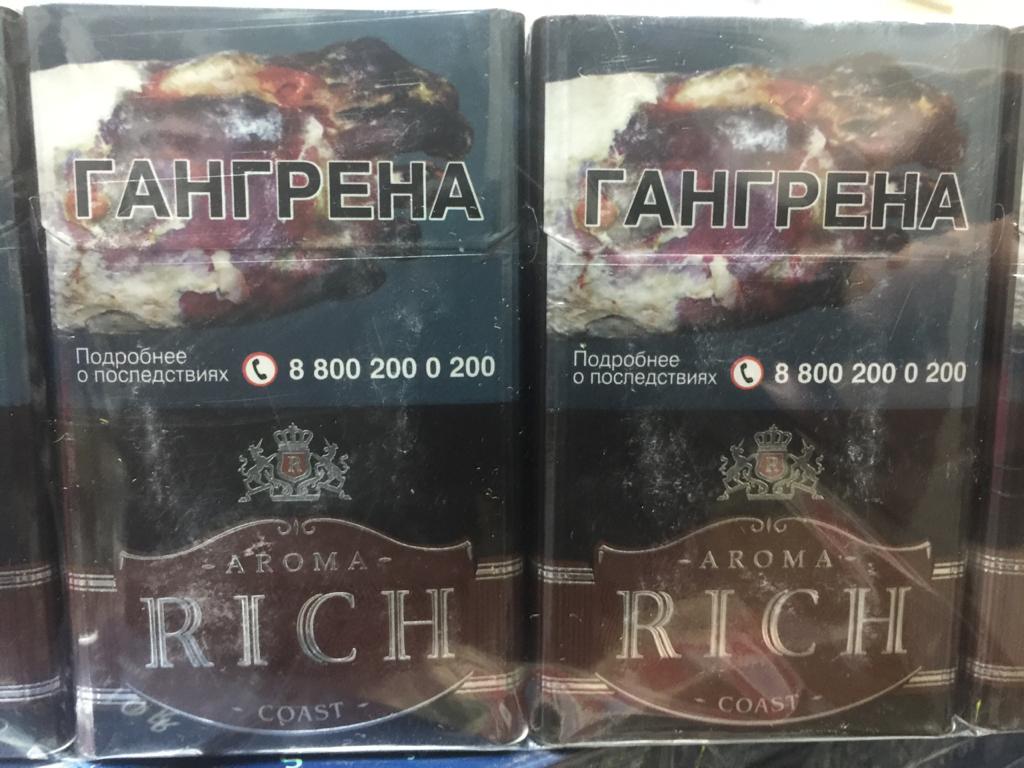 ГАНГРЕНА
Подробнее
о последствиях
8 800 200 0 200
R
- AROMA -
RICH
- COAST -
ГАНГРЕНА
Подробнее
о последствиях
8 800 200 0 200
R
- AROMA -
RICH
- COAST -